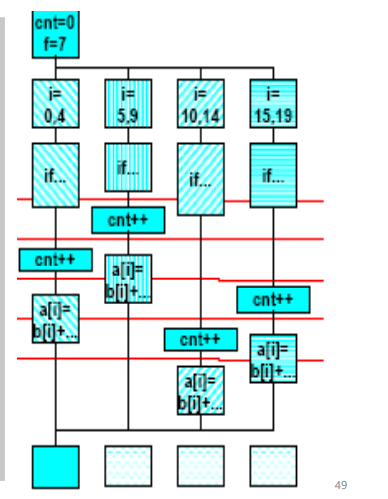 cnt=0
f=7
i=
0,4
i=
5,9
i=
10,14
i=
15,19
if...
if...
if...
if...
cnt++
cnt++
a[i]=
b[i]+...
cnt++
a[i]=
b[i]+...
cnt++
a[i]=
b[i]+...
a[i]=
b[i]+...
49